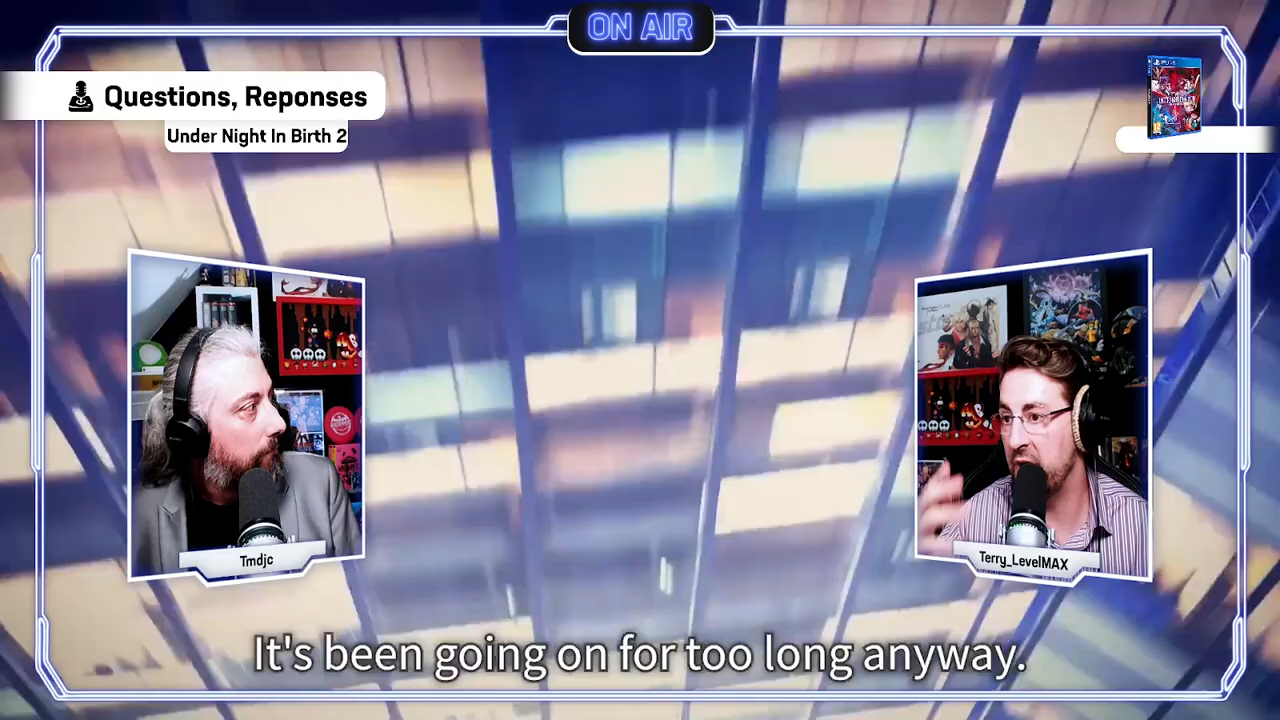 ON AIR
Questions, Reponses
Under Night In Birth 2
Tmdjc
Terry_LevelMAX
It's been going on for too long anyway.